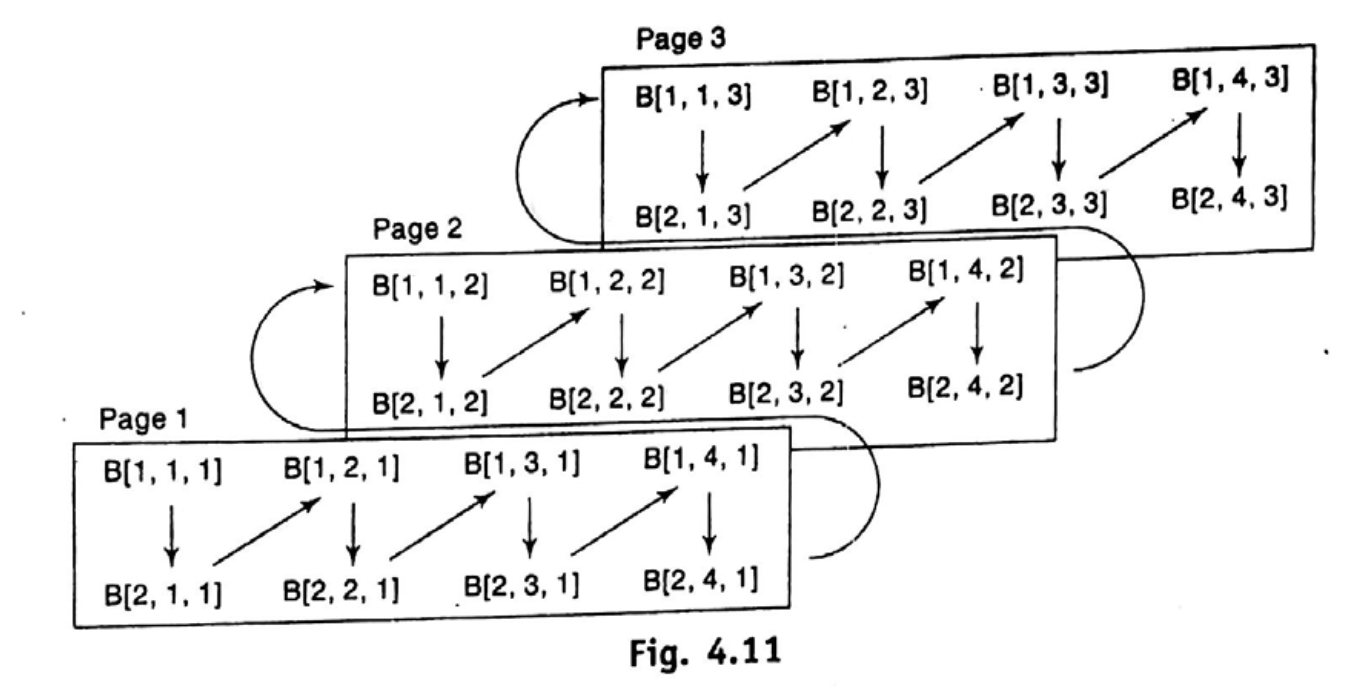 Page 3
B[1, 1, 3] B[1, 2, 3] B[1, 3, 3] B[1, 4, 3]
B[2, 1, 3] B[2, 2, 3] B[2, 3, 3] B[2, 4, 3]
Page 2
B[1, 1, 2] B[1, 2, 2] B[1, 3, 2] B[1, 4, 2]
B[2, 1, 2] B[2, 2, 2] B[2, 3, 2] B[2, 4, 2]
Page 1
B[1, 1, 1] B[1, 2, 1] B[1, 3, 1] B[1, 4, 1]
B[2, 1, 1] B[2, 2, 1] B[2, 3, 1] B[2, 4, 1]
Fig. 4.11